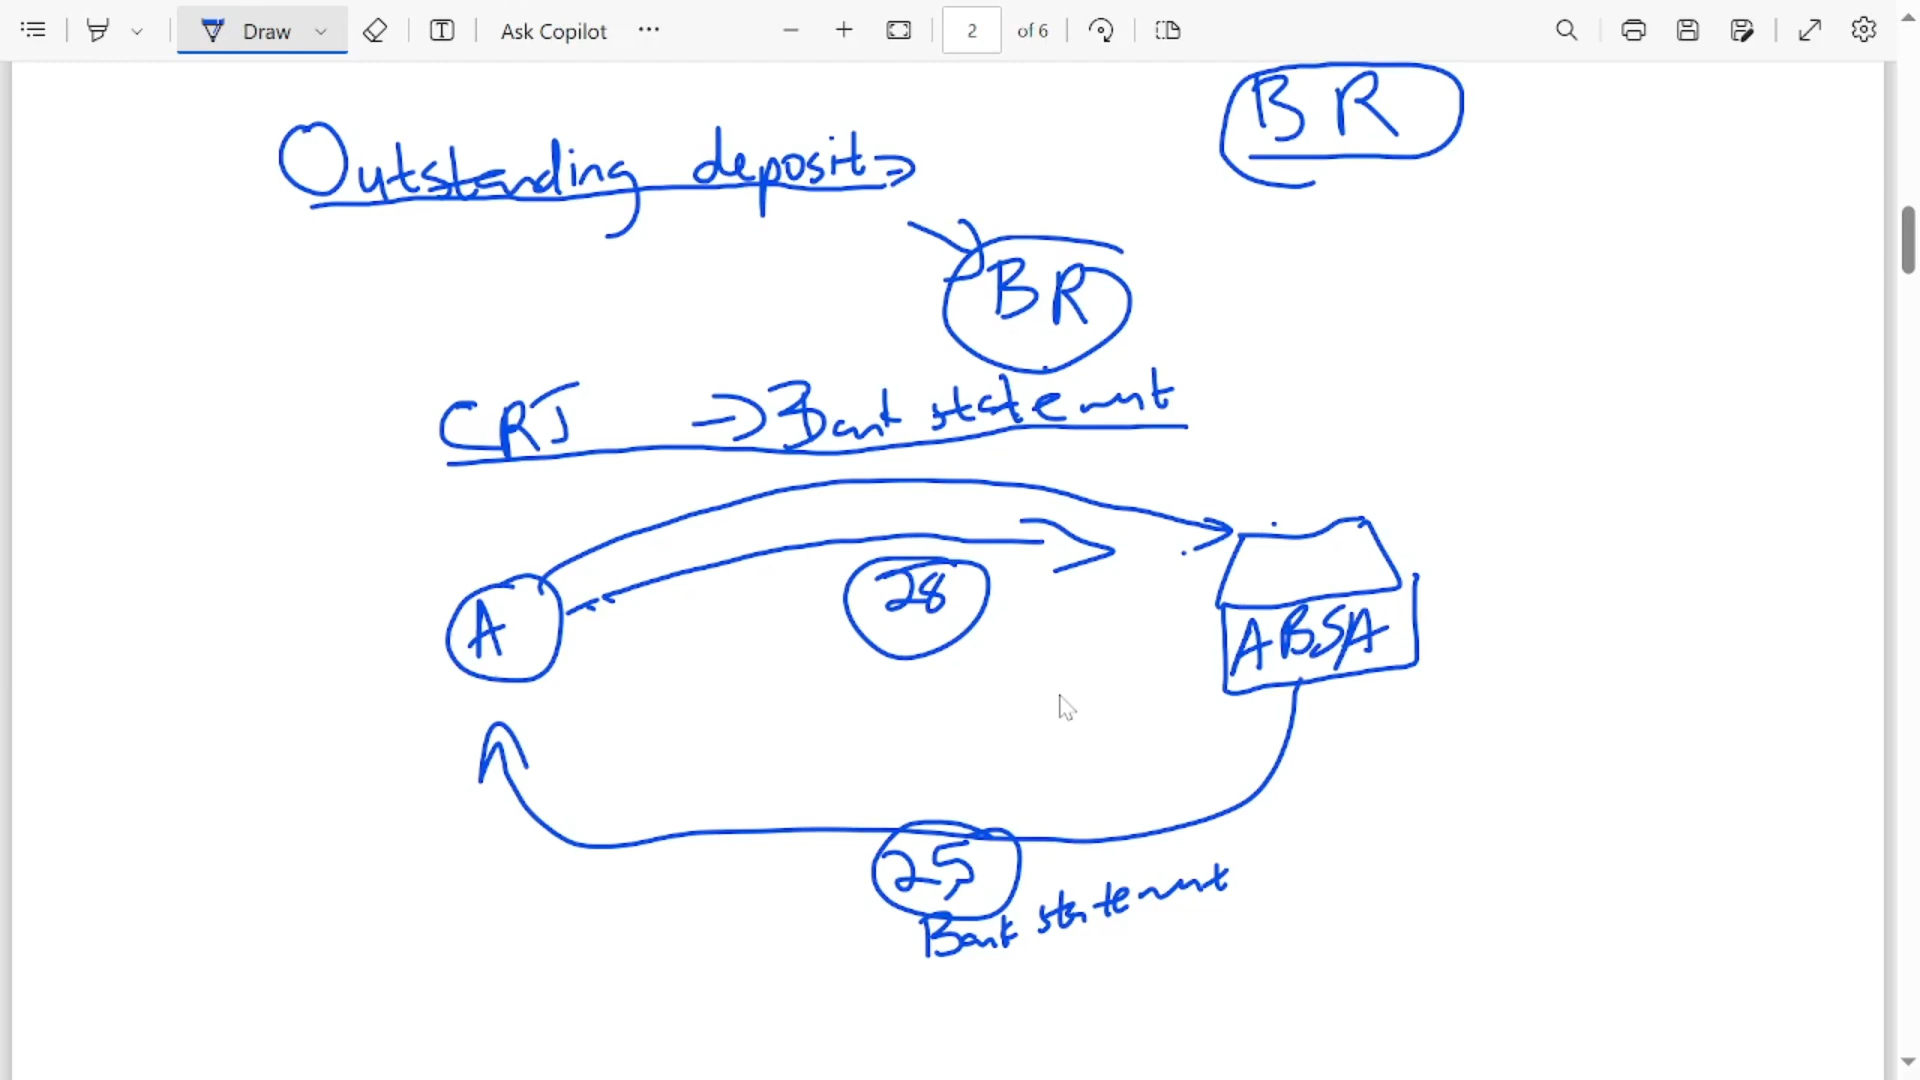 Draw
Ask Copilot
2 of 6
BR
Outstanding deposit
BR
CRJ → Bank statement
28
A
ABSA
25
Bank statement